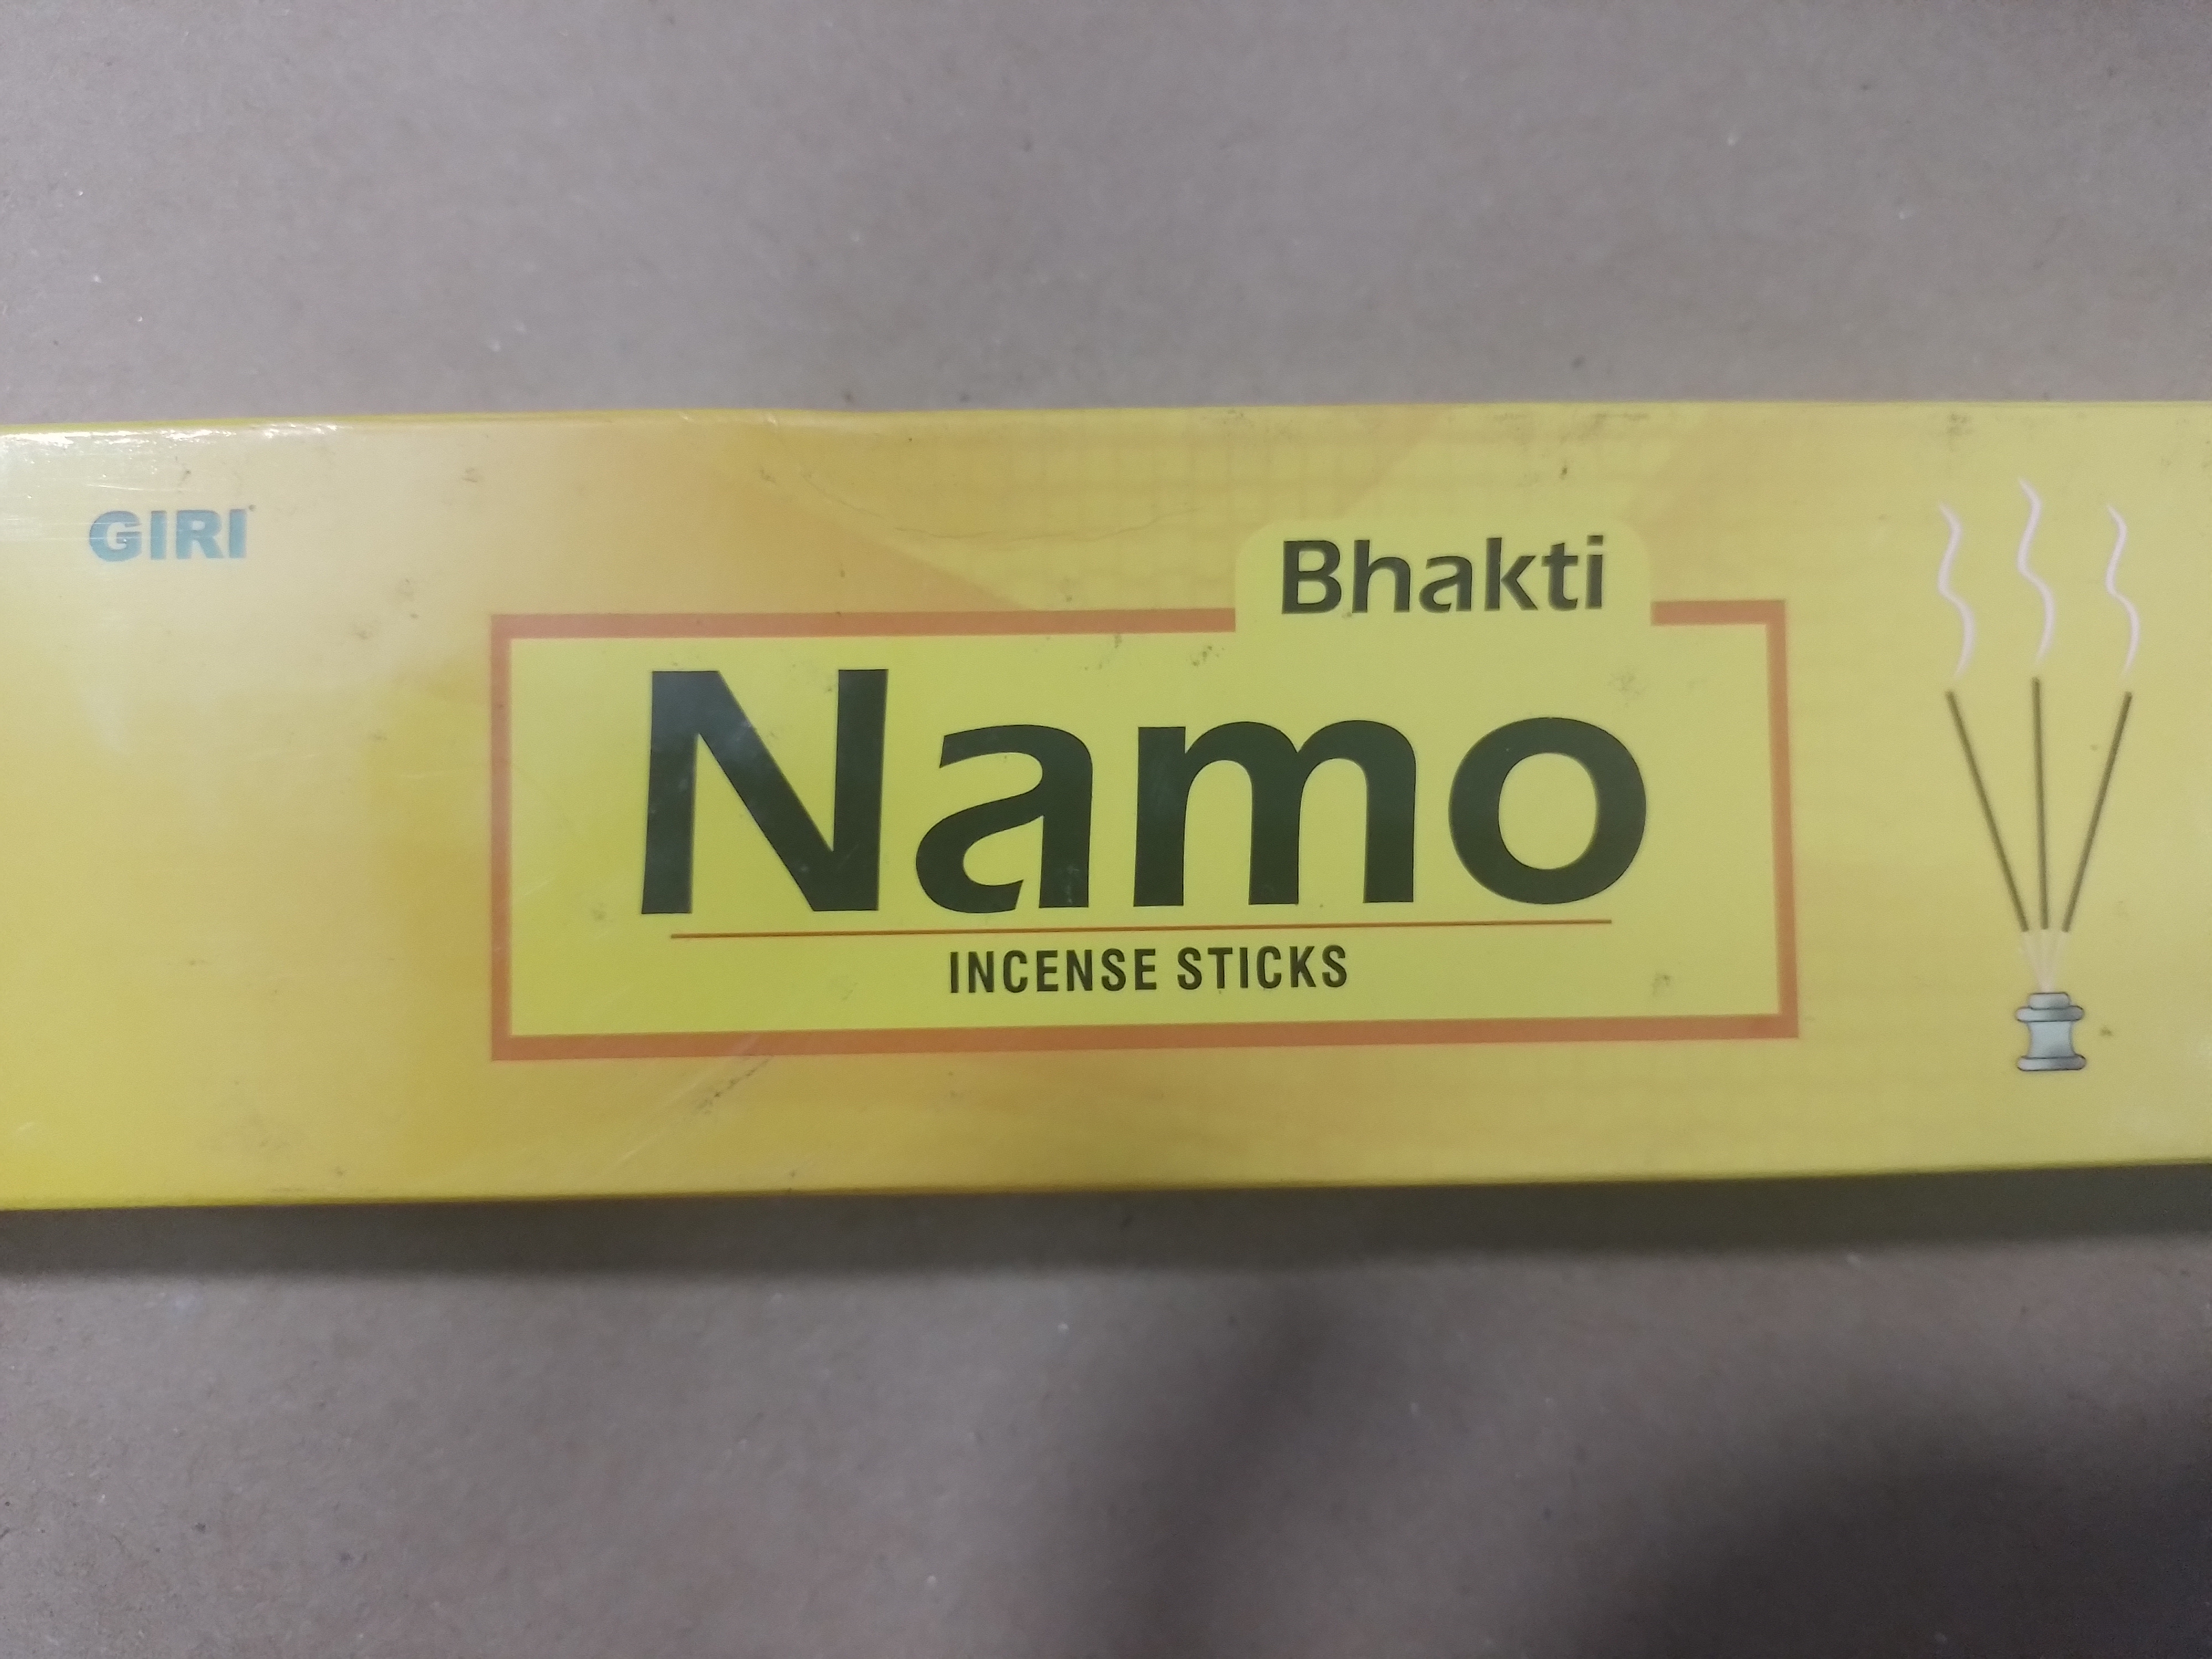 GIRI
Bhakti
Namo
INCENSE STICKS